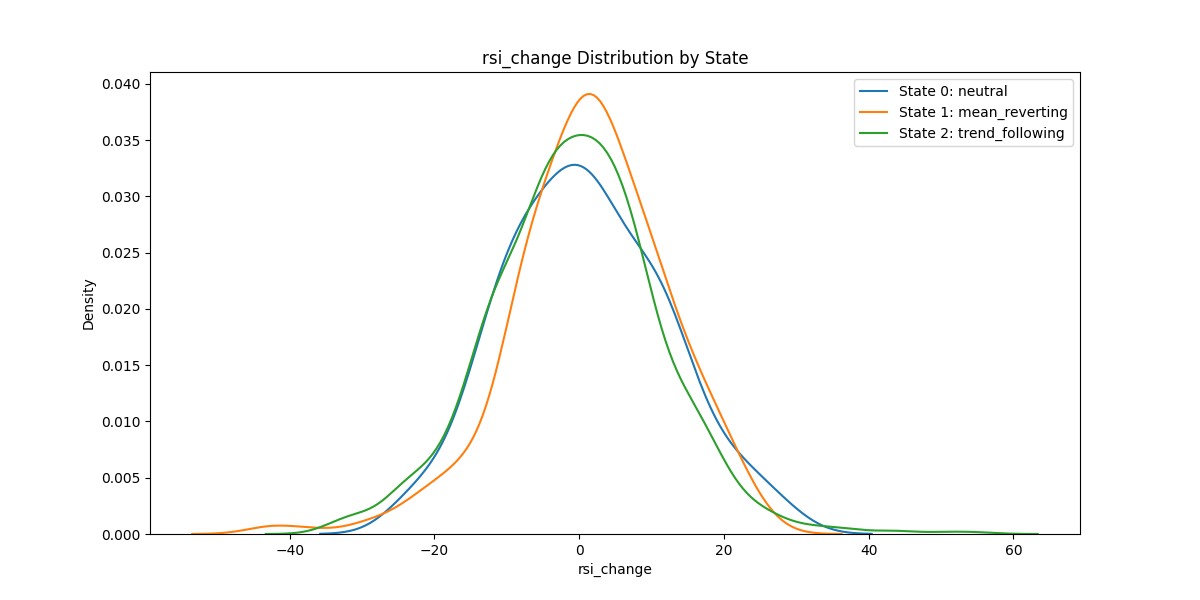 rsi_change Distribution by State
State 0: neutral
State 1: mean_reverting
State 2: trend_following
Density
0.040
0.035
0.030
0.025
0.020
0.015
0.010
0.005
0.000
−40
−20
0
20
40
60
rsi_change